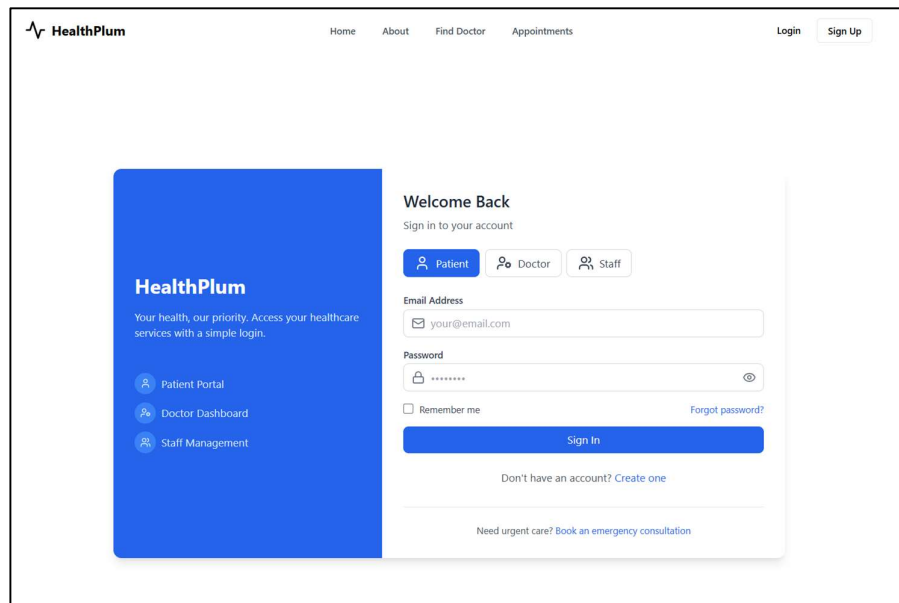 HealthPlum
Home About Find Doctor Appointments
Login Sign Up
HealthPlum
Your health, our priority. Access your healthcare
services with a simple login.
Patient Portal
Doctor Dashboard
Staff Management
Welcome Back
Sign in to your account
Patient Doctor Staff
Email Address
your@email.com
Password
••••••••
Remember me Forgot password?
Sign In
Don't have an account? Create one
Need urgent care? Book an emergency consultation